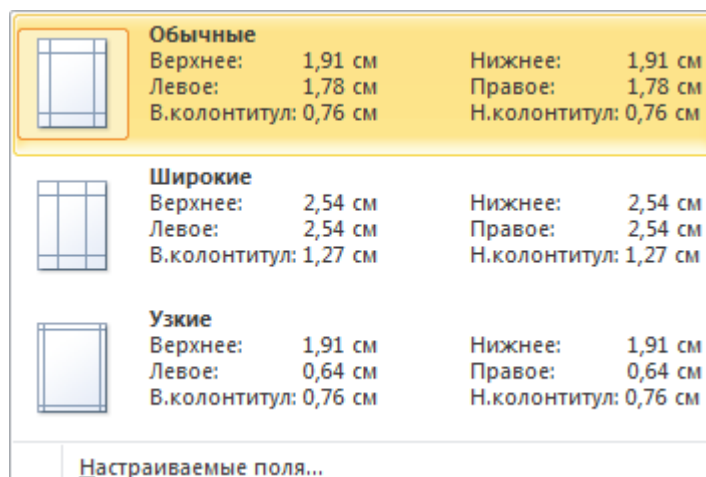 Обычные
Верхнее: 1,91 см Нижнее: 1,91 см
Левое: 1,78 см Правое: 1,78 см
В.колонтитул: 0,76 см Н.колонтитул: 0,76 см
Широкие
Верхнее: 2,54 см Нижнее: 2,54 см
Левое: 2,54 см Правое: 2,54 см
В.колонтитул: 1,27 см Н.колонтитул: 1,27 см
Узкие
Верхнее: 1,91 см Нижнее: 1,91 см
Левое: 0,64 см Правое: 0,64 см
В.колонтитул: 0,76 см Н.колонтитул: 0,76 см
Настраиваемые поля...